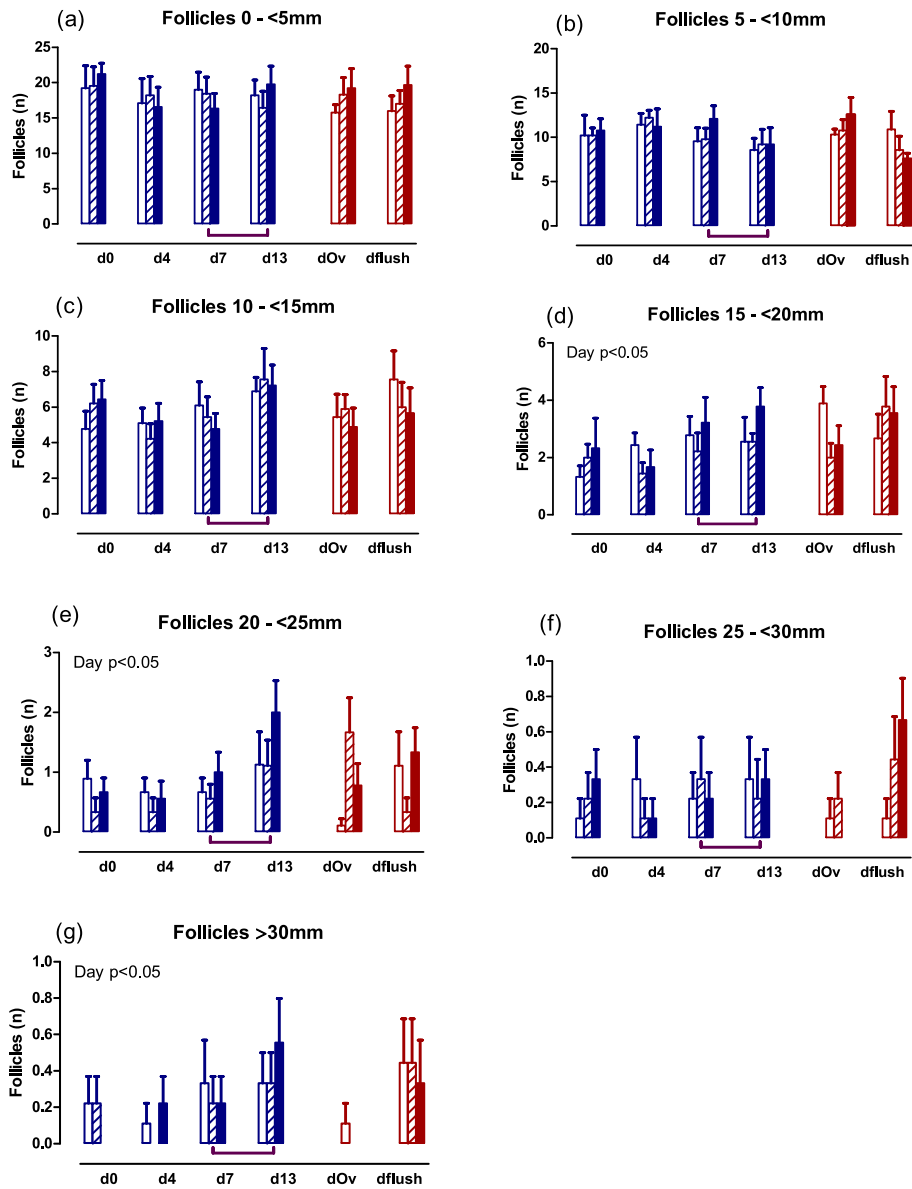 (a)
Follicles 0 - <5mm
Follicles (n)
25
20
15
10
5
0
d0 d4 d7 d13 dOv dflush
(b)
Follicles 5 - <10mm
Follicles (n)
20
15
10
5
0
d0 d4 d7 d13 dOv dflush
(c)
Follicles 10 - <15mm
Follicles (n)
10
8
6
4
2
0
d0 d4 d7 d13 dOv dflush
(d)
Follicles 15 - <20mm
Day p<0.05
Follicles (n)
6
4
2
0
d0 d4 d7 d13 dOv dflush
(e)
Follicles 20 - <25mm
Day p<0.05
Follicles (n)
3
2
1
0
d0 d4 d7 d13 dOv dflush
(f)
Follicles 25 - <30mm
Follicles (n)
1.0
0.8
0.6
0.4
0.2
0.0
d0 d4 d7 d13 dOv dflush
(g)
Follicles >30mm
Day p<0.05
Follicles (n)
1.0
0.8
0.6
0.4
0.2
0.0
d0 d4 d7 d13 dOv dflush